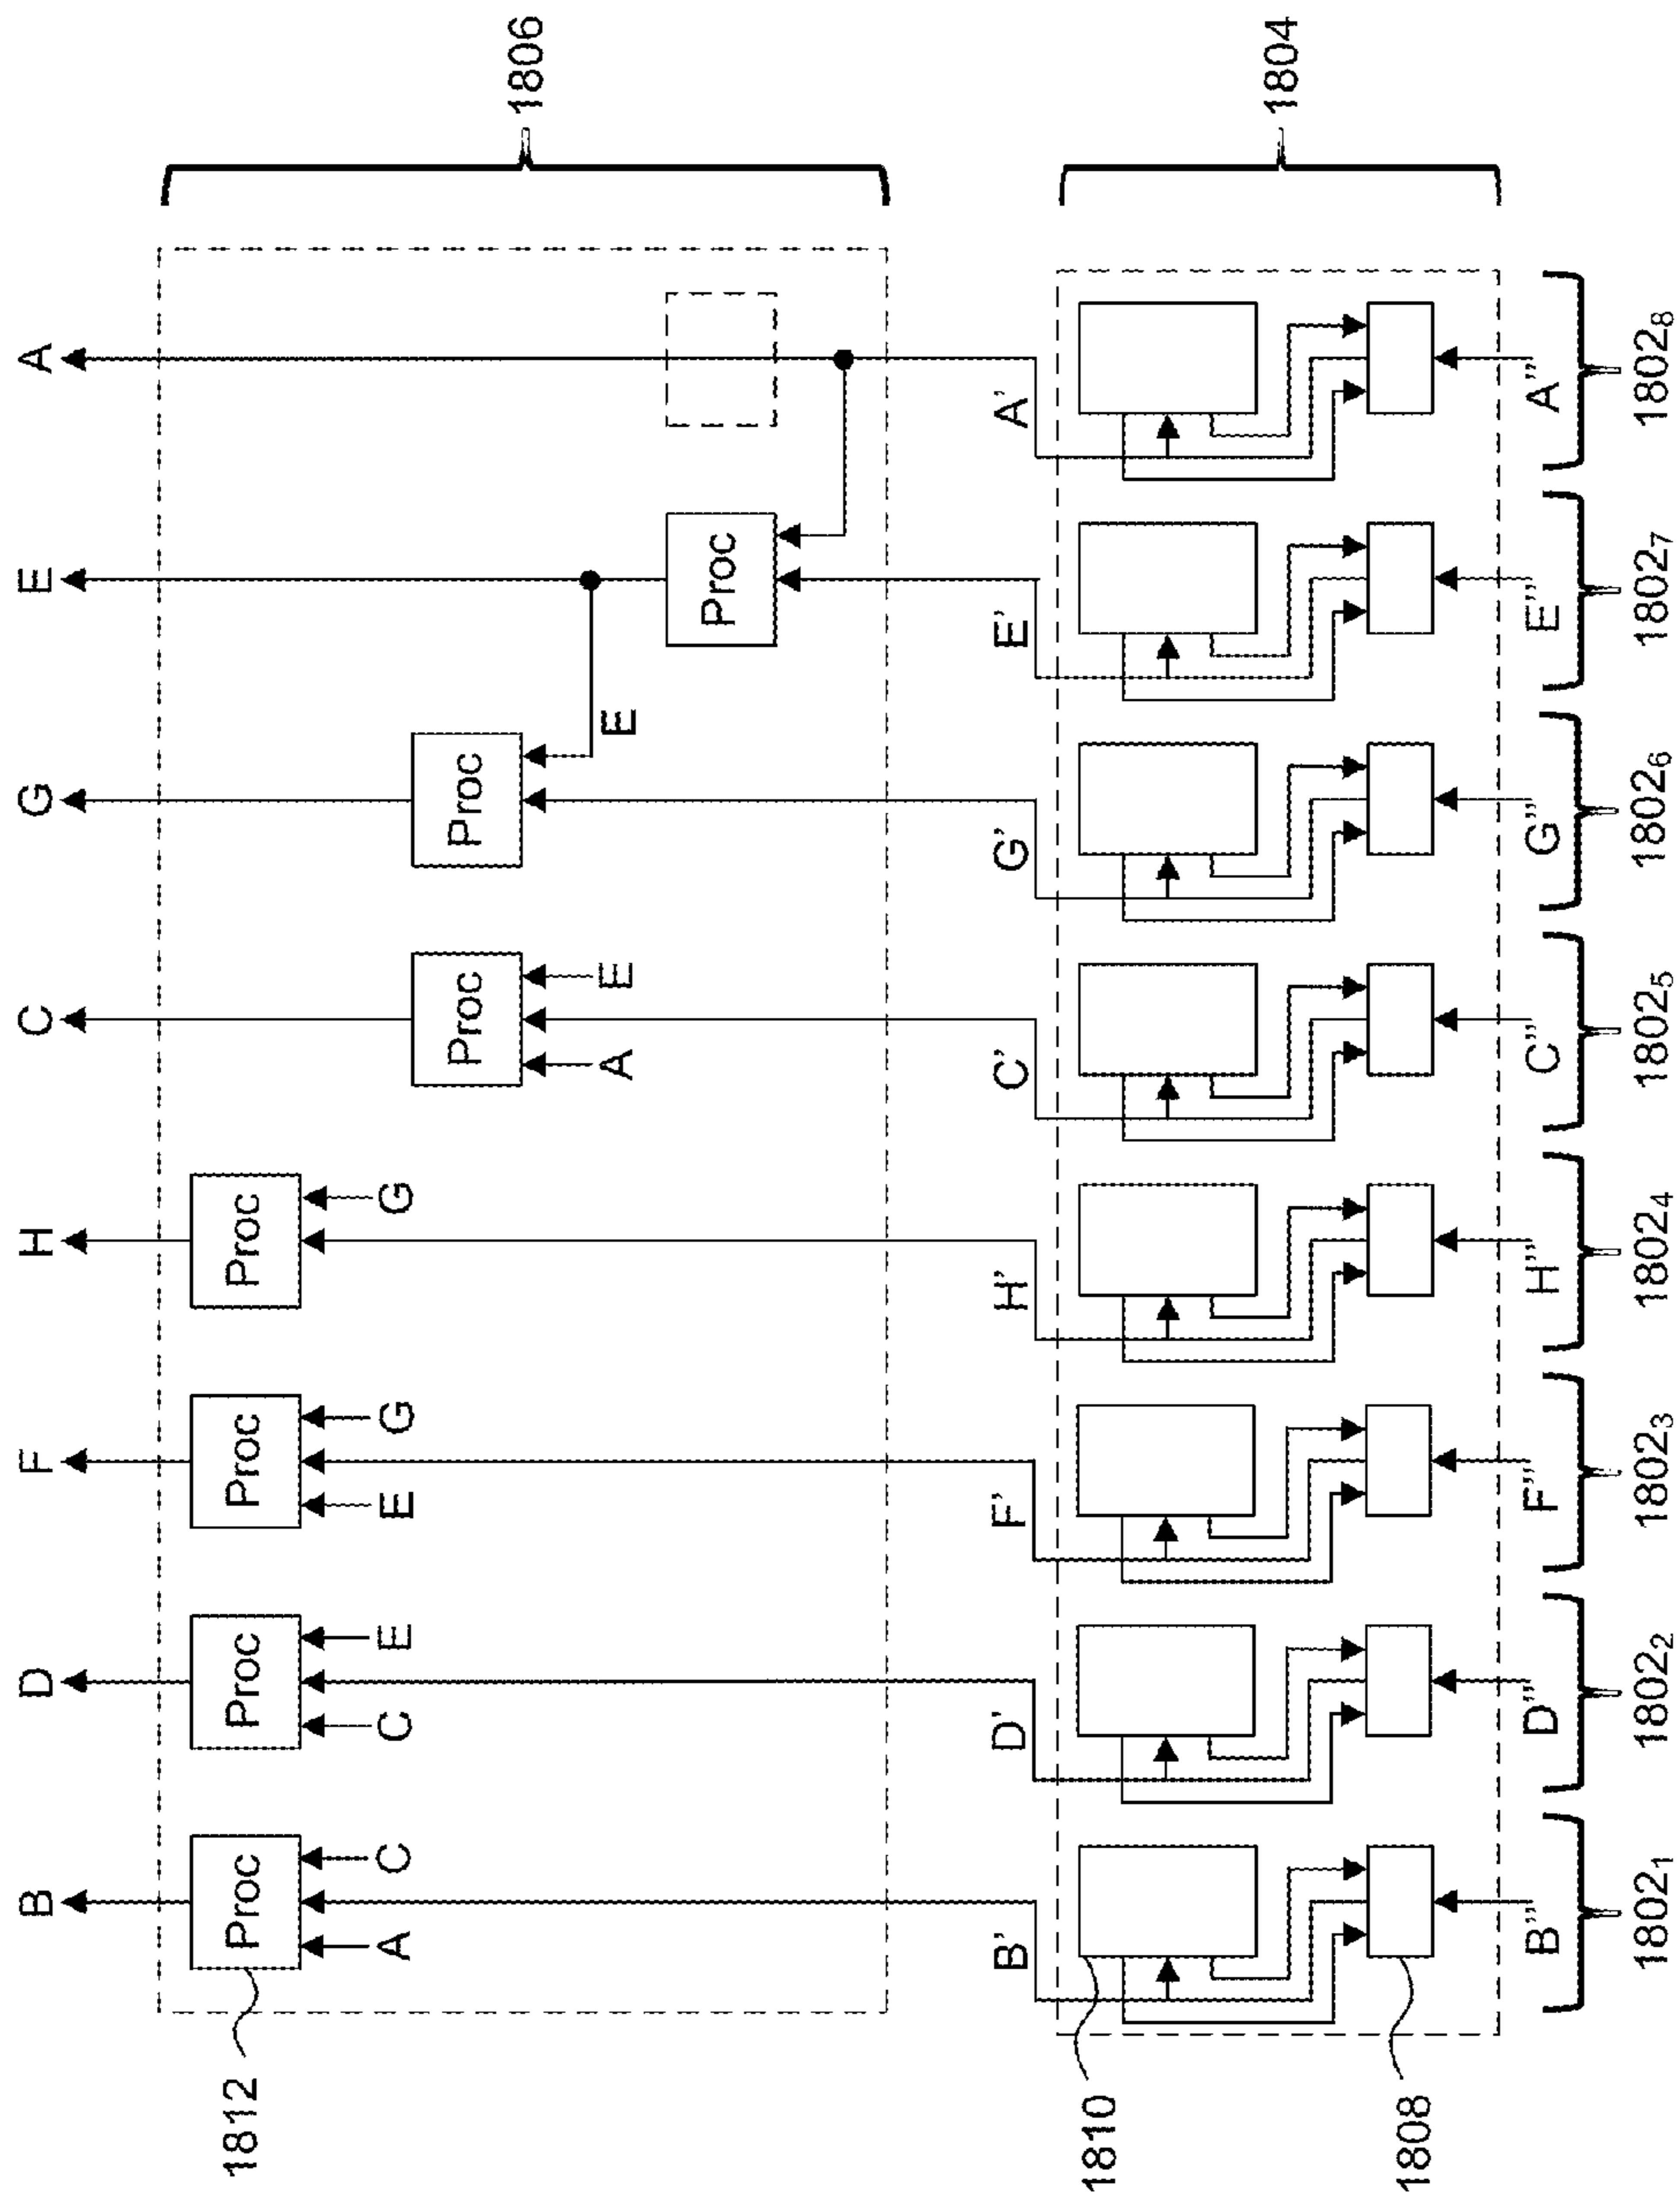 B D F H C G E A
1812
Proc Proc Proc Proc
A C C E E G G
Proc Proc
A E E
Proc
1806
B' D' F' H' C' G' E' A'
1810
1808
1804
B" D" F" H" C" G" E" A"
1802₁ 1802₂ 1802₃ 1802₄ 1802₅ 1802₆ 1802₇ 1802₈